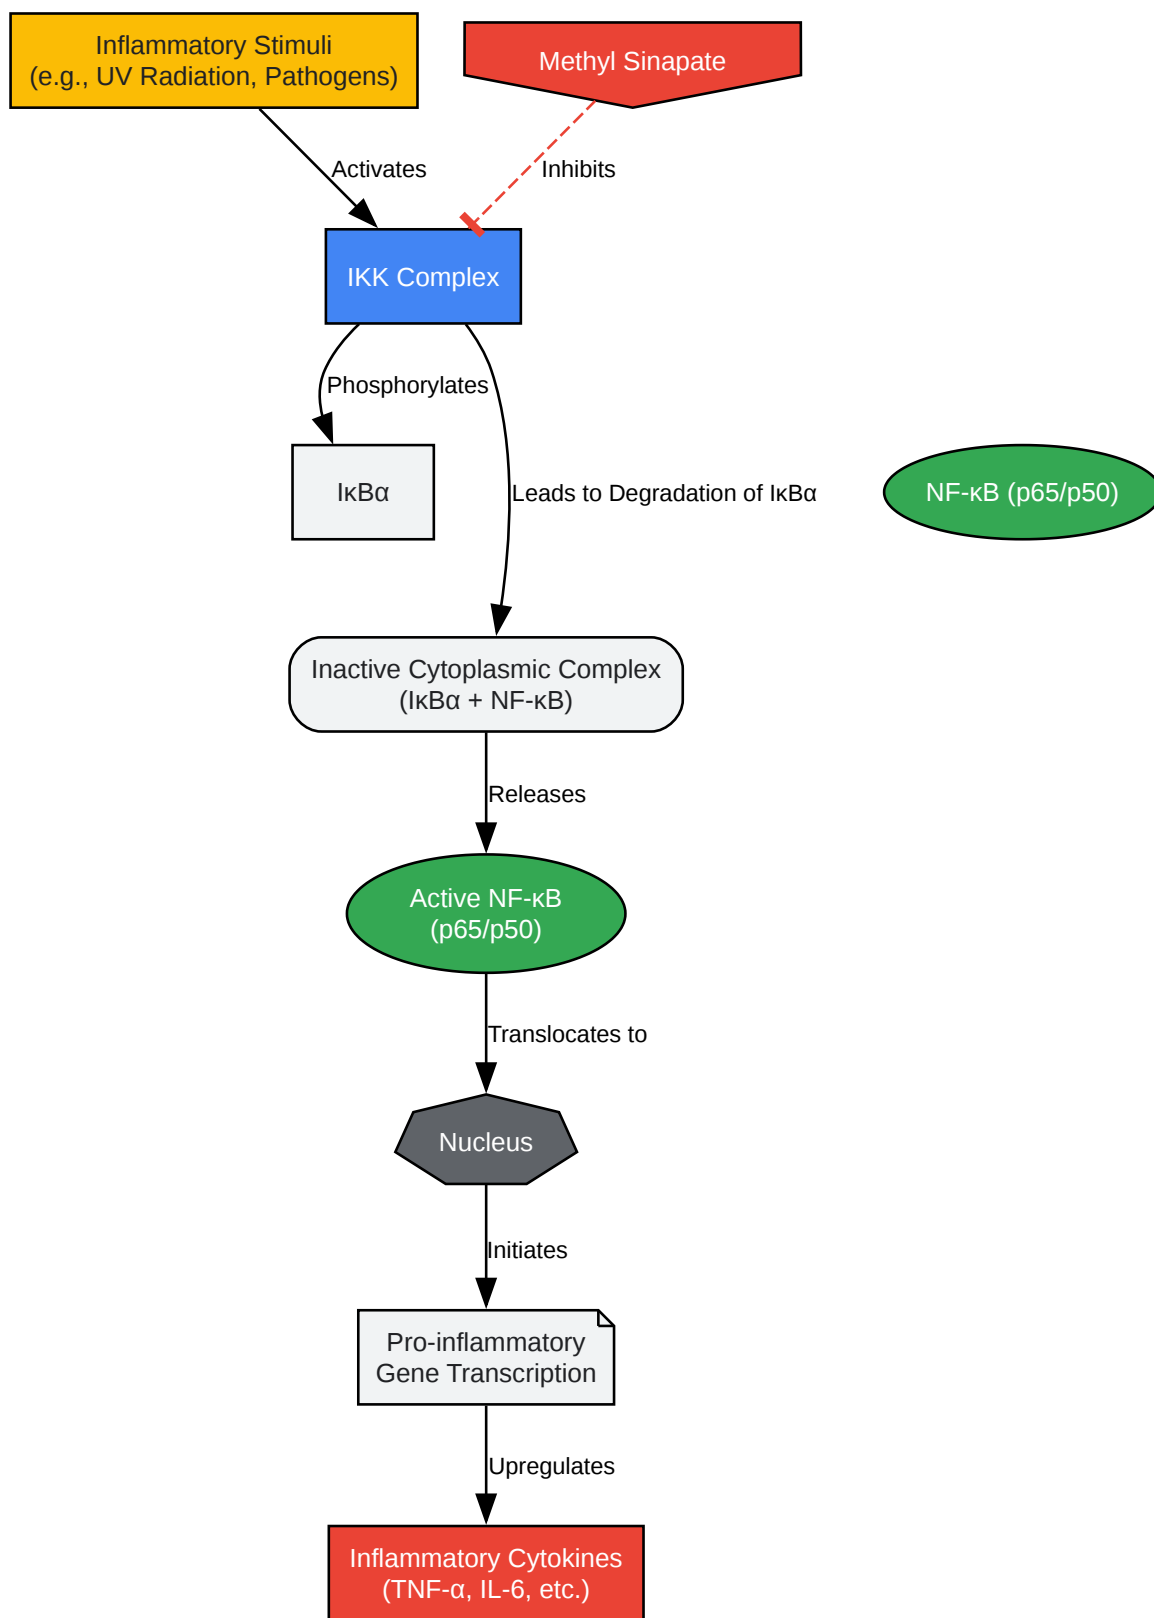 Inflammatory Stimuli
(e.g., UV Radiation, Pathogens)
Methyl Sinapate
Activates
Inhibits
IKK Complex
Phosphorylates
IκBα
Leads to Degradation of IκBα
NF-κB (p65/p50)
Inactive Cytoplasmic Complex
(IκBα + NF-κB)
Releases
Active NF-κB
(p65/p50)
Translocates to
Nucleus
Initiates
Pro-inflammatory
Gene Transcription
Upregulates
Inflammatory Cytokines
(TNF-α, IL-6, etc.)